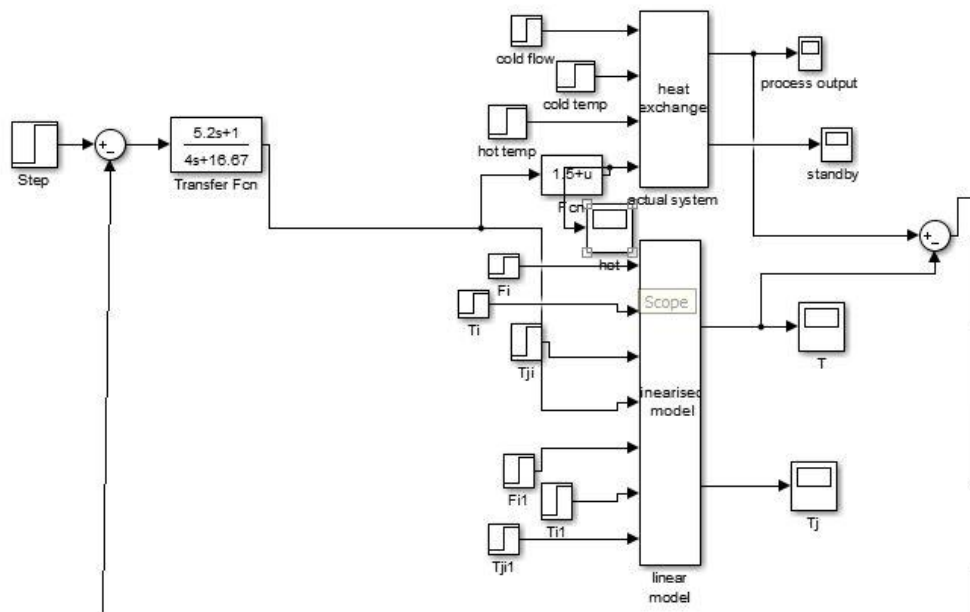 cold flow
process output
heat
exchange
cold temp
5.2s+1
4s+16.67
Transfer Fcn
Step
hot temp
standby
1.5+u
Fcn
actual system
hot
Fi
Scope
Ti
T
Tji
inearised
model
Fi1
Ti1
Tj
Tji1
linear
model